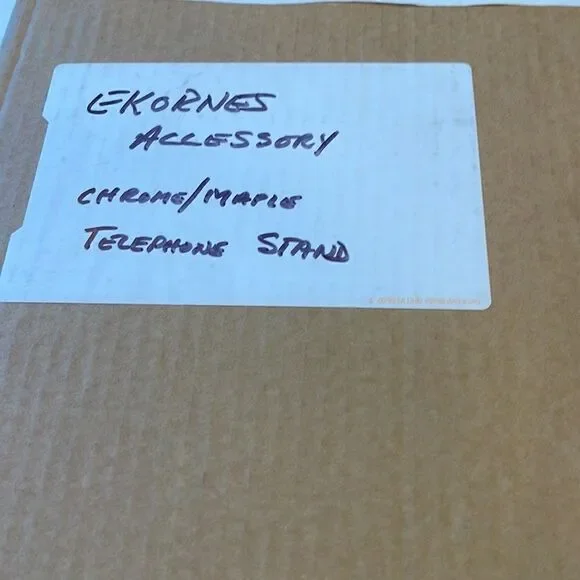 EKORNES
ACCESSORY
CHROME/MAPLE
TELEPHONE STAND